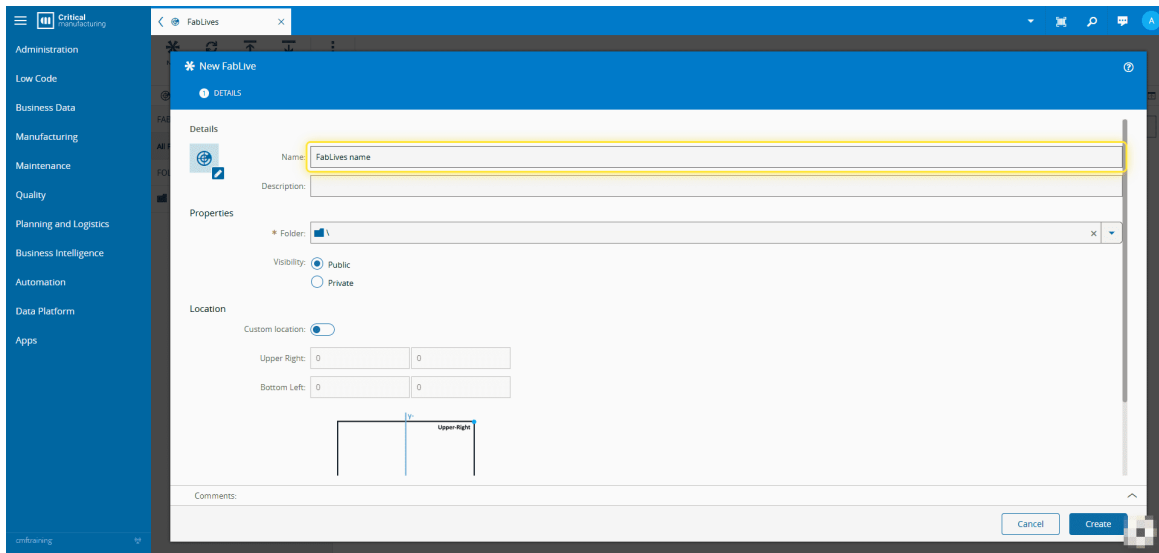 Critical
manufacturing
FabLives
A
Administration
Low Code
Business Data
Manufacturing
Maintenance
Quality
Planning and Logistics
Business Intelligence
Automation
Data Platform
Apps
cmftraining
New FabLive
1 DETAILS
Details
Name: FabLives name
Description:
Properties
* Folder: \
Visibility: Public
Private
Location
Custom location:
Upper Right: 0 0
Bottom Left: 0 0
Y-
Upper-Right
Comments:
Cancel
Create